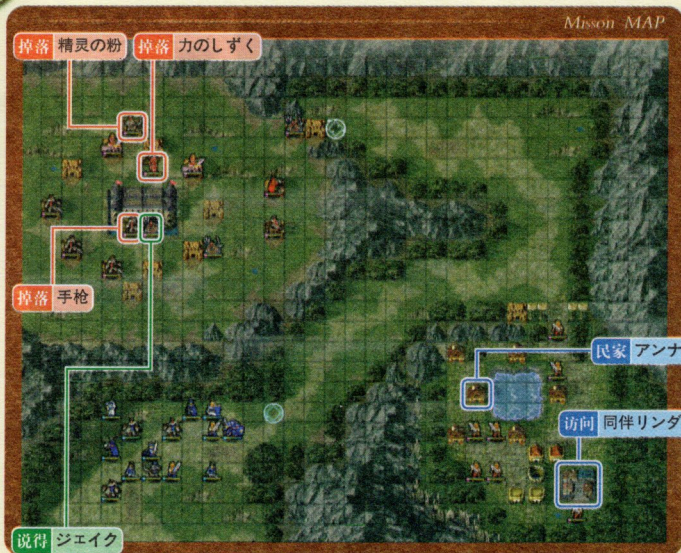 Misson MAP
掉落 精灵の粉
掉落 力のしずく
掉落 手枪
民家 アンナ
访问 同伴リンダ
说得 ジェイク